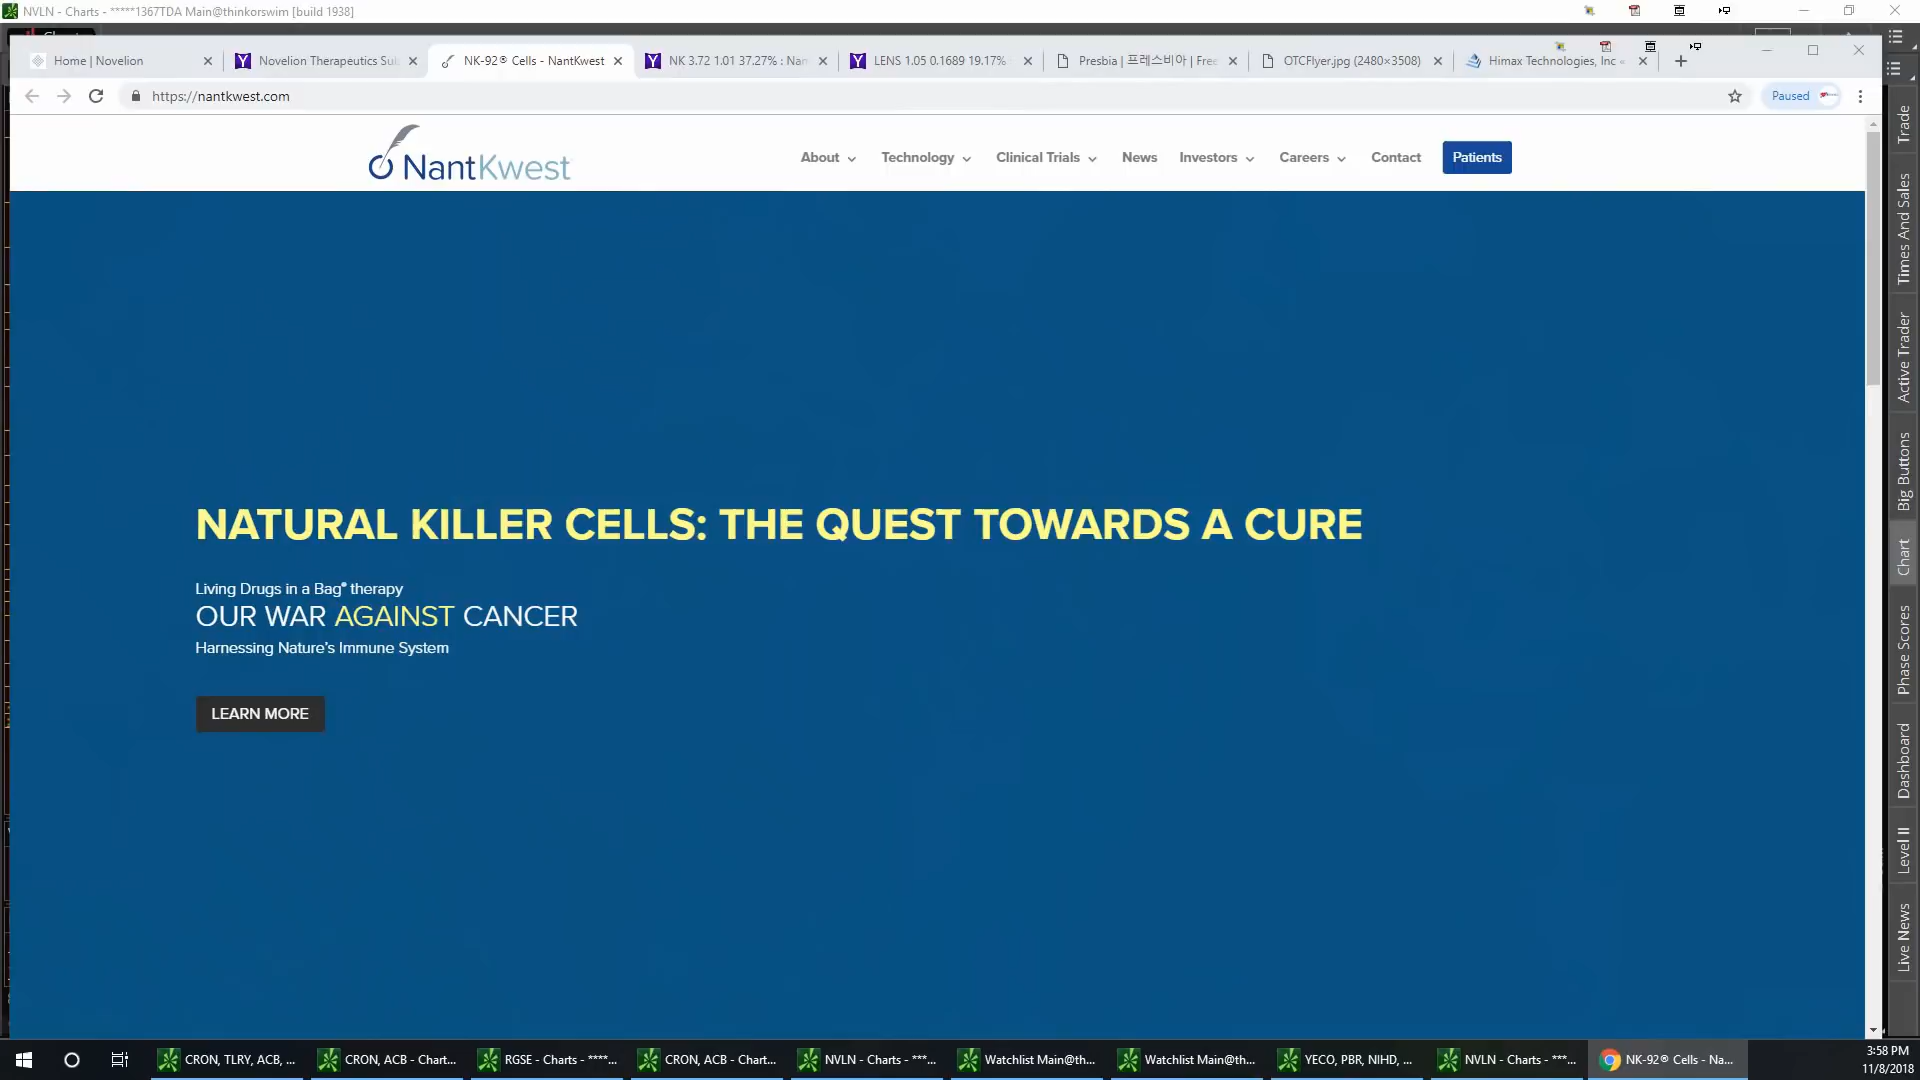 NVLN - Charts - *****1367TDA Main@thinkorswim [build 1938]
Charts
Home | Novelion
Novelion Therapeutics Su
NK-92® Cells - NantKwest
NK 3.72 1.01 37.27% : Nan
LENS 1.05 0.1689 19.17%
Presbia | 프레스비아 | Free
OTCFlyer.jpg (2480×3508)
Himax Technologies, Inc «
https://nantkwest.com
Paused
NantKwest
About
Technology
Clinical Trials
News
Investors
Careers
Contact
Patients
NATURAL KILLER CELLS: THE QUEST TOWARDS A CURE
Living Drugs in a Bag® therapy
OUR WAR AGAINST CANCER
Harnessing Nature's Immune System
LEARN MORE
Trade
Times And Sales
Active Trader
Big Buttons
Chart
Phase Scores
Dashboard
Level II
Live News
CRON, TLRY, ACB, ...
CRON, ACB - Chart...
RGSE - Charts - ****...
CRON, ACB - Chart...
NVLN - Charts - ***...
Watchlist Main@th...
Watchlist Main@th...
YECO, PBR, NIHD, ...
NVLN - Charts - ***...
NK-92® Cells - Na...
3:58 PM
11/8/2018